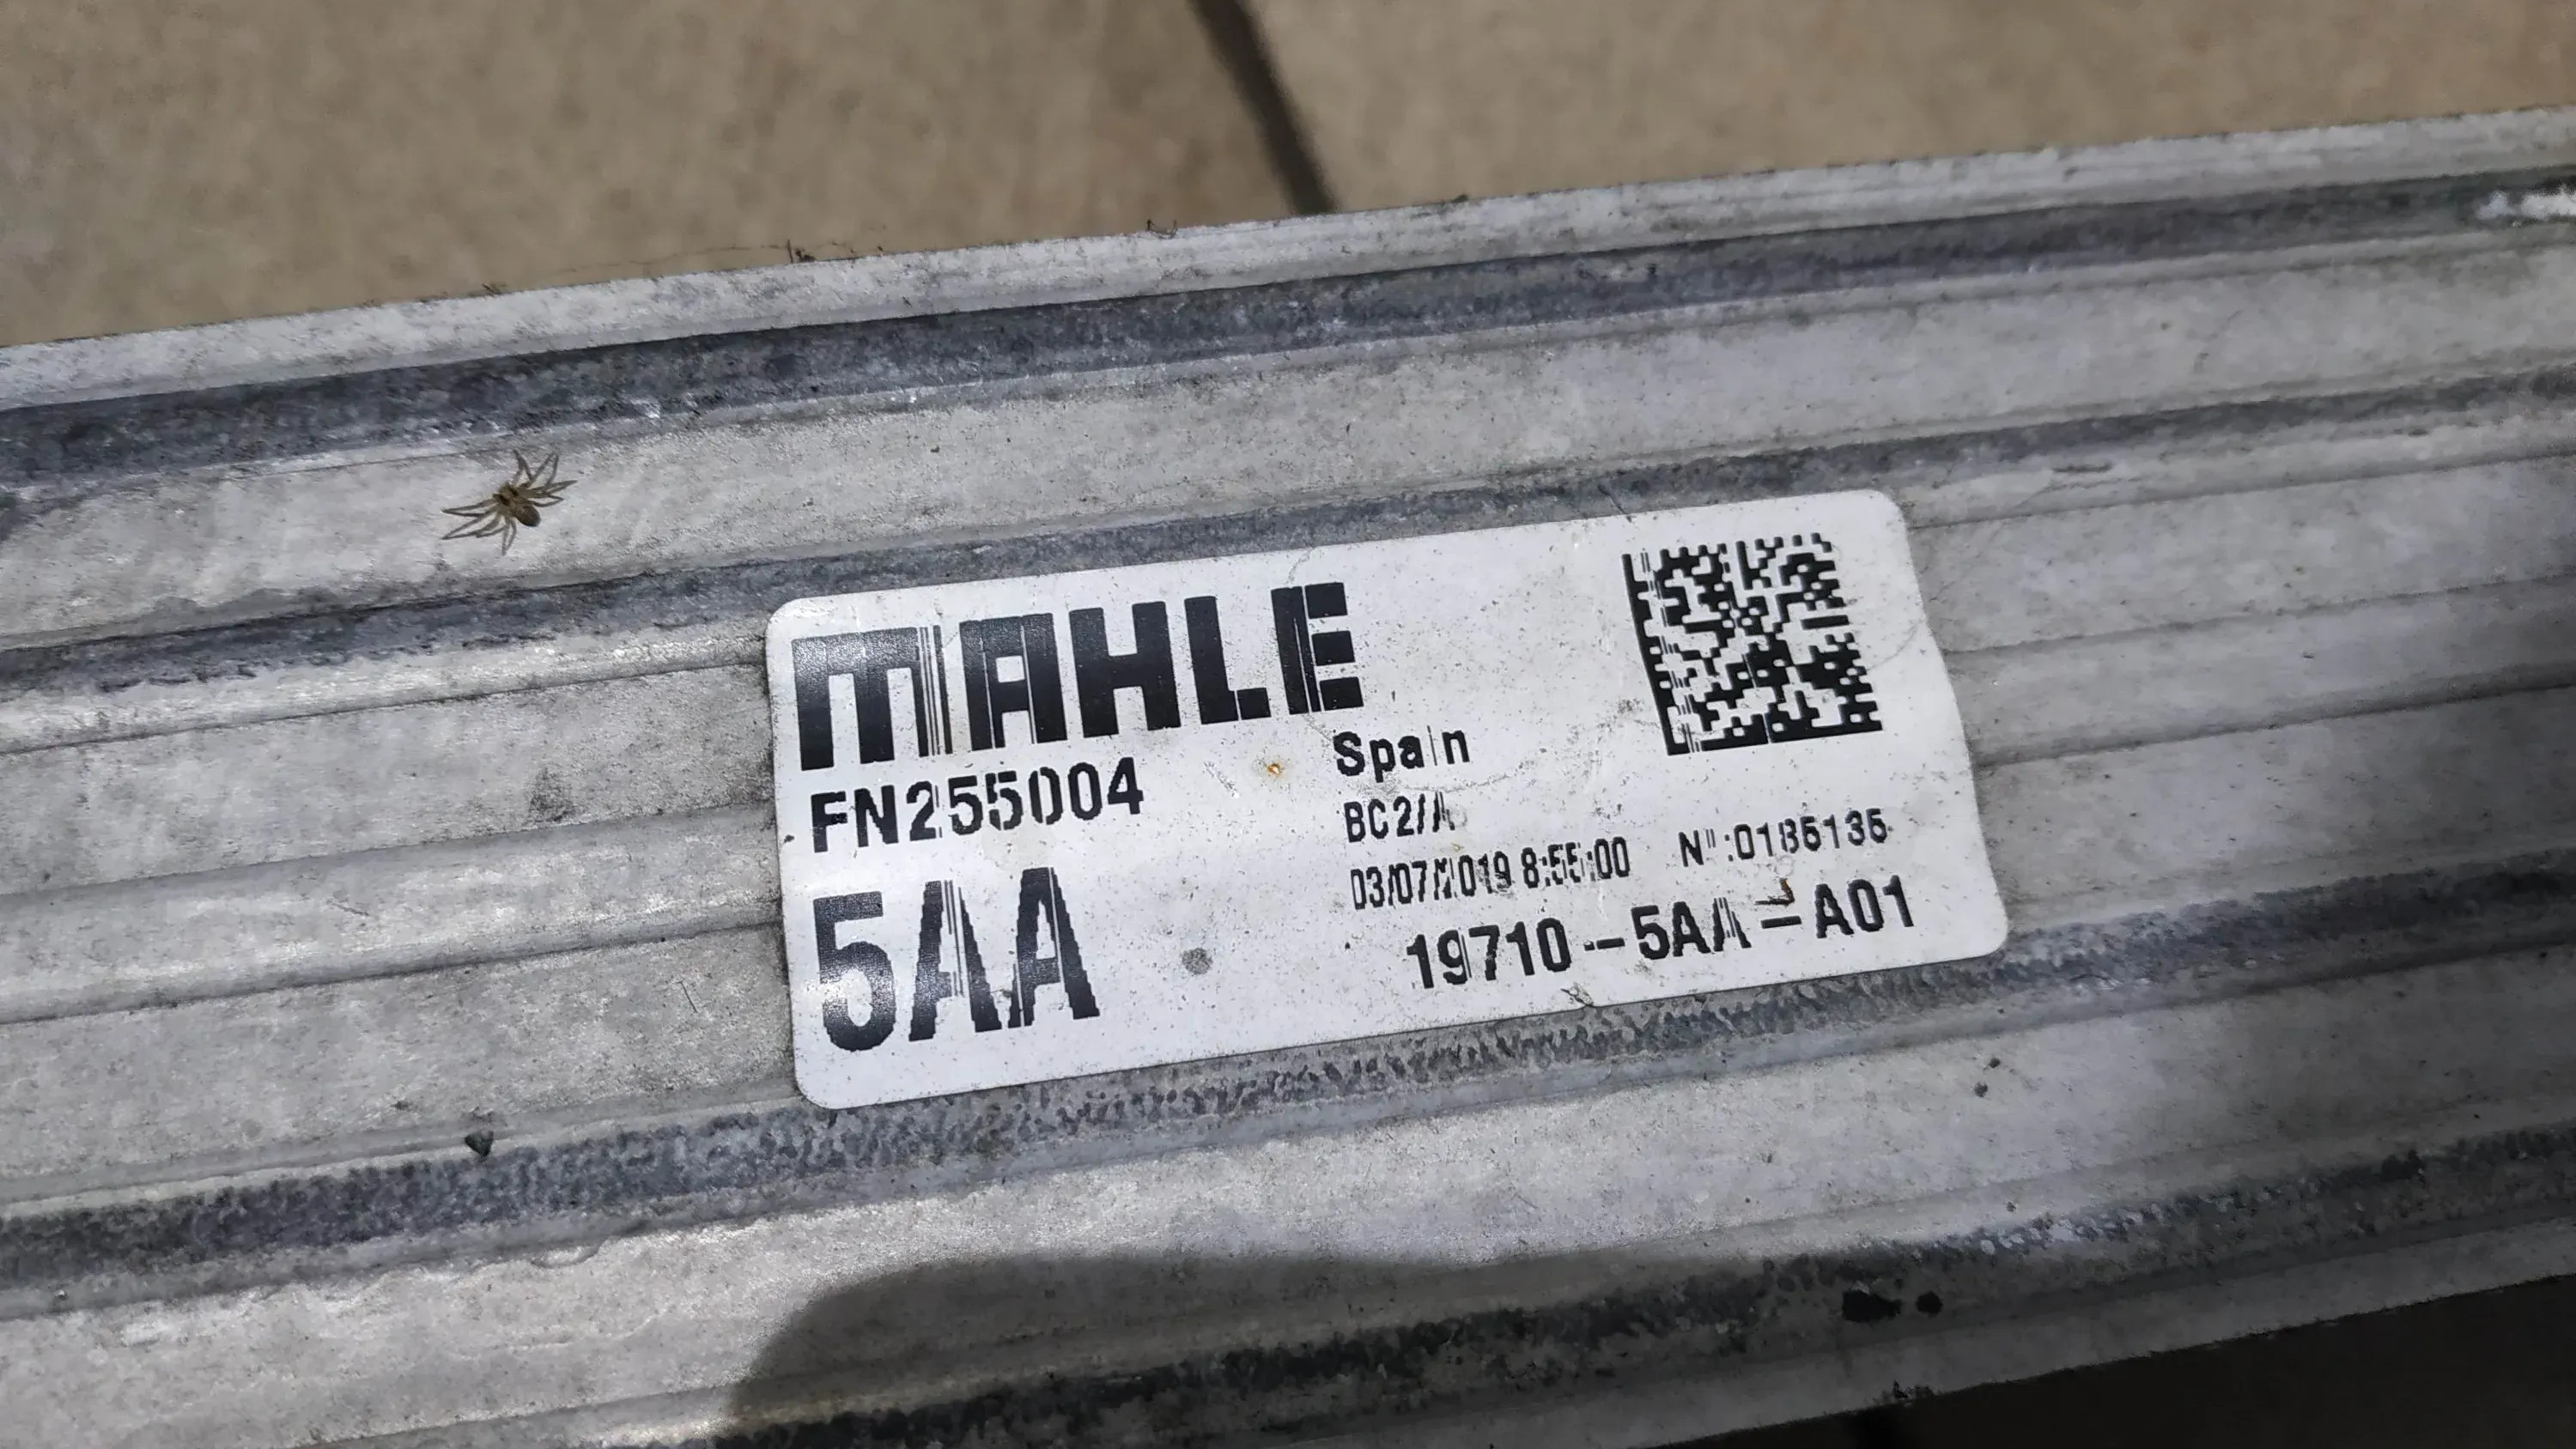 MAHLE
Spain
FN255004
BC2/A
03/07/2019 8:55:00
5AA
19710-5AA-A01